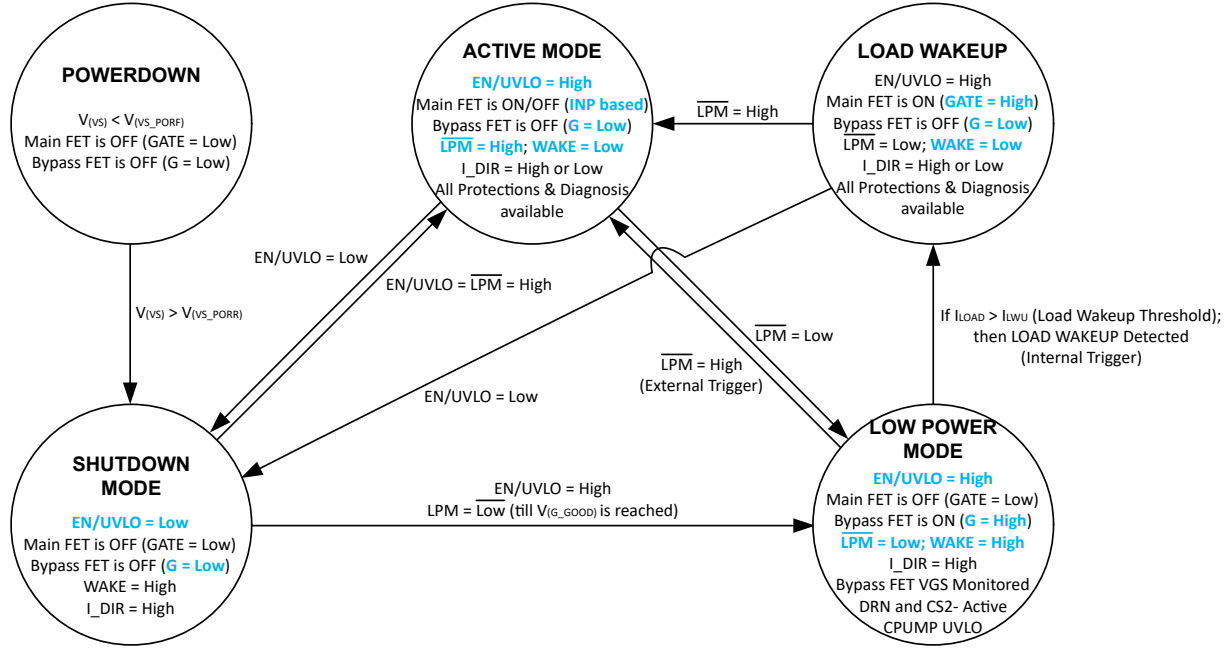 POWERDOWN
V(VS) < V(VS_PORF)
Main FET is OFF (GATE = Low)
Bypass FET is OFF (G = Low)
ACTIVE MODE
EN/UVLO = High
Main FET is ON/OFF (INP based)
Bypass FET is OFF (G = Low)
L̅P̅M̅ = High; WAKE = Low
I_DIR = High or Low
All Protections & Diagnosis
available
LOAD WAKEUP
EN/UVLO = High
Main FET is ON (GATE = High)
Bypass FET is OFF (G = Low)
L̅P̅M̅ = Low; WAKE = Low
I_DIR = High or Low
All Protections & Diagnosis
available
L̅P̅M̅ = High
EN/UVLO = Low
EN/UVLO = L̅P̅M̅ = High
V(VS) > V(VS_PORR)
L̅P̅M̅ = Low
L̅P̅M̅ = High
(External Trigger)
If ILOAD > ILWU (Load Wakeup Threshold);
then LOAD WAKEUP Detected
(Internal Trigger)
EN/UVLO = Low
SHUTDOWN
MODE
EN/UVLO = Low
Main FET is OFF (GATE = Low)
Bypass FET is OFF (G = Low)
WAKE = High
I_DIR = High
EN/UVLO = High
LPM = L̅o̅w̅ (till V(G_GOOD) is reached)
LOW POWER
MODE
EN/UVLO = High
Main FET is OFF (GATE = Low)
Bypass FET is ON (G = High)
L̅P̅M̅ = Low; WAKE = High
I_DIR = High
Bypass FET VGS Monitored
DRN and CS2- Active
CPUMP UVLO